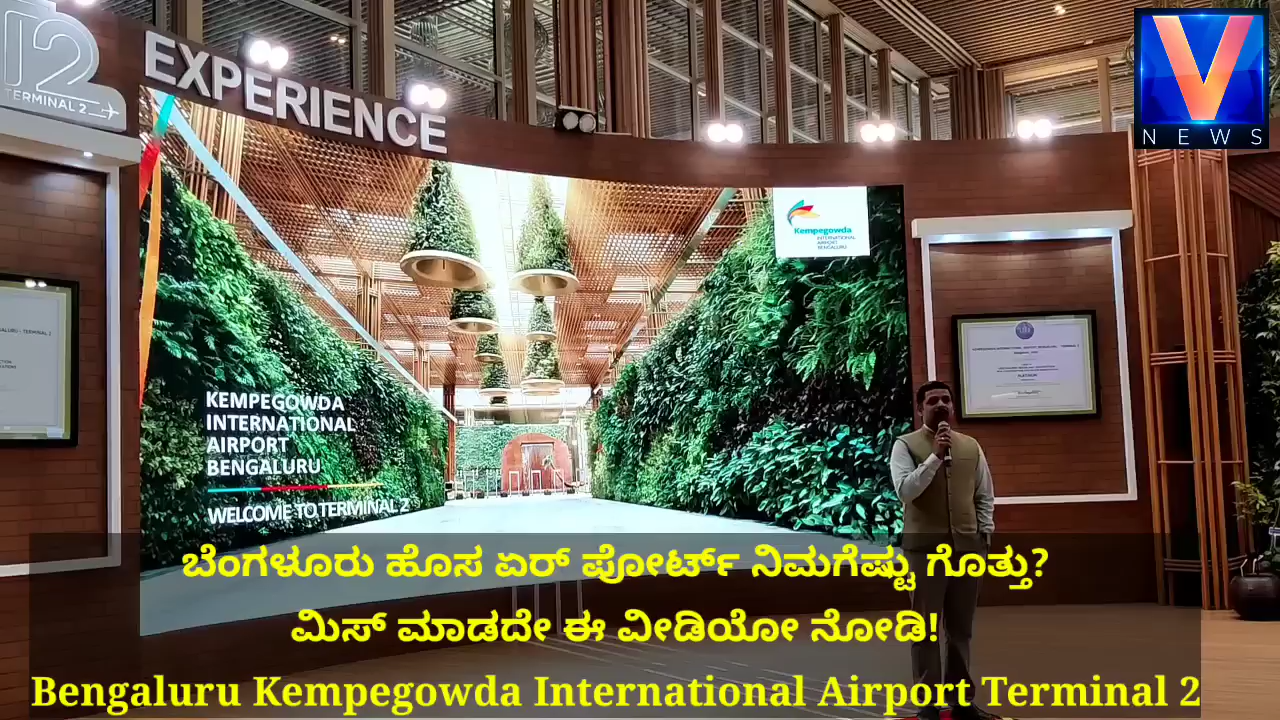 T2
TERMINAL 2
EXPERIENCE
V
NEWS
Kempegowda
INTERNATIONAL
AIRPORT
BENGALURU
KEMPEGOWDA
INTERNATIONAL
AIRPORT
BENGALURU
WELCOME TO TERMINAL 2
ಬೆಂಗಳೂರು ಹೊಸ ಏರ್ ಪೋರ್ಟ್ ನಿಮಗೆಷ್ಟು ಗೊತ್ತು?
ಮಿಸ್ ಮಾಡದೇ ಈ ವೀಡಿಯೋ ನೋಡಿ!
Bengaluru Kempegowda International Airport Terminal 2